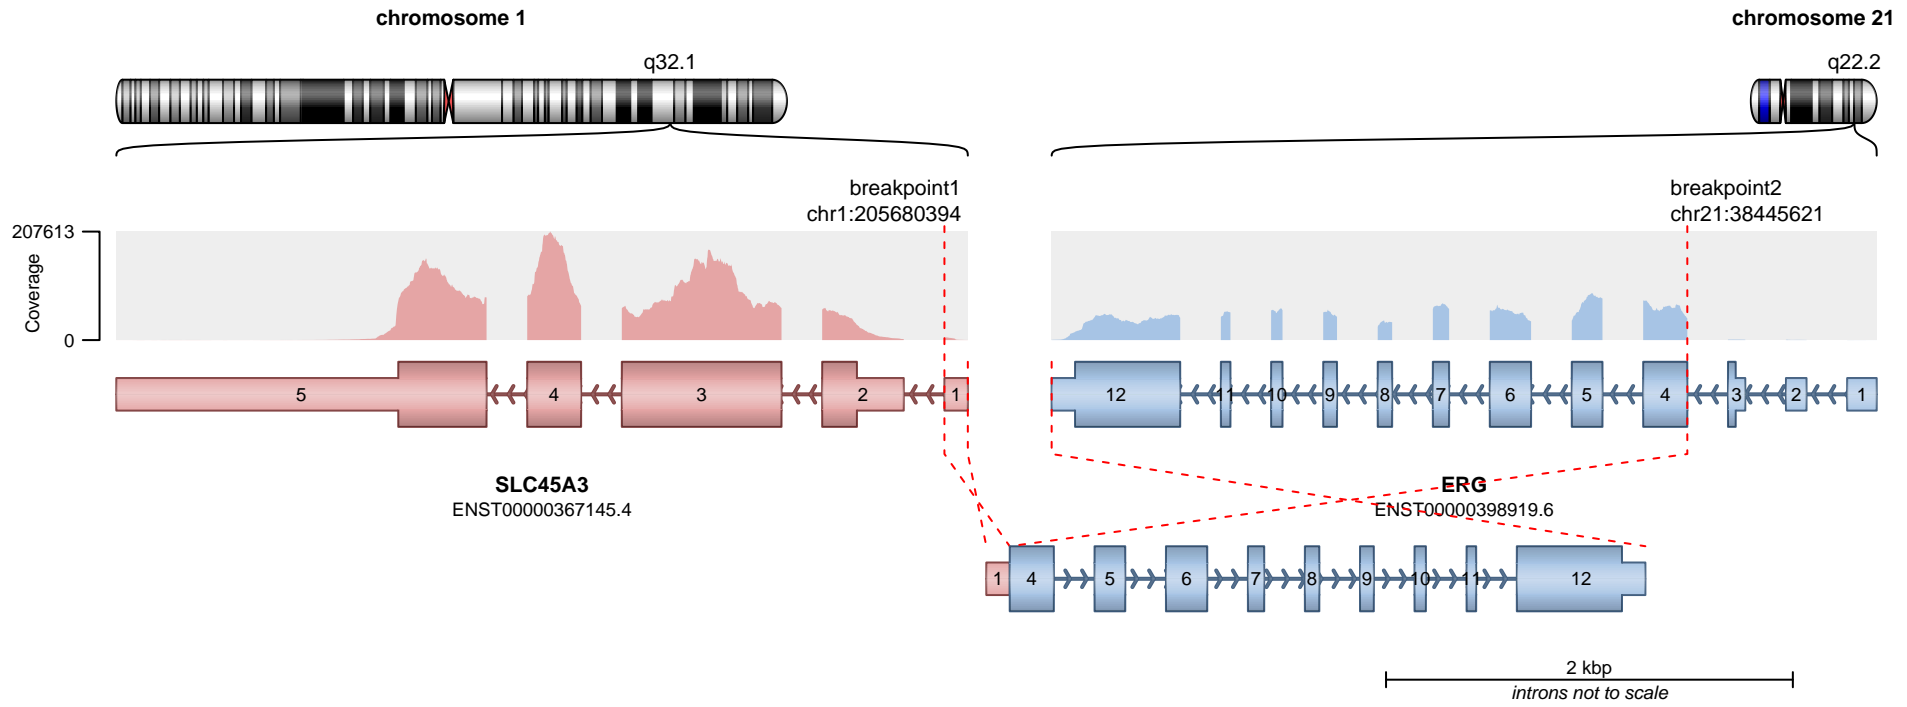 chromosome 1
chromosome 21
q32.1
q22.2
breakpoint1
chr1:205680394
breakpoint2
chr21:38445621
207613
Coverage
0
5
4
3
2
1
12
11
10
9
8
7
6
5
4
3
2
1
SLC45A3
ENST00000367145.4
ERG
ENST00000398919.6
1
4
5
6
7
8
9
10
11
12
2 kbp
introns not to scale